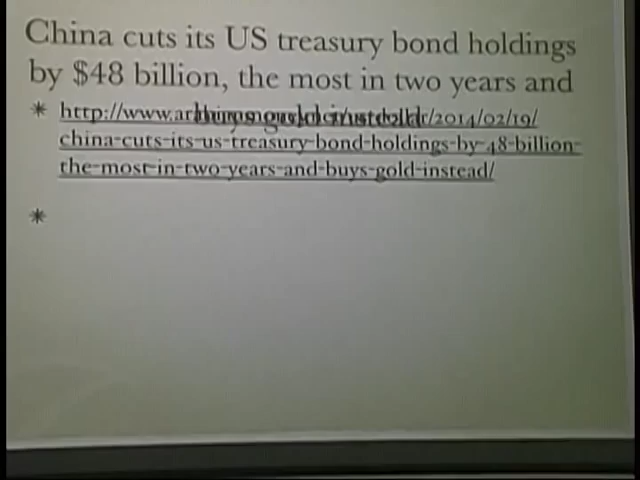 China cuts its US treasury bond holdings
by $48 billion, the most in two years and
buys gold instead
* http://www.ar /2014/02/19/
china-cuts-its-us-treasury-bond-holdings-by-48-billion-
the-most-in-two-years-and-buys-gold-instead/
*